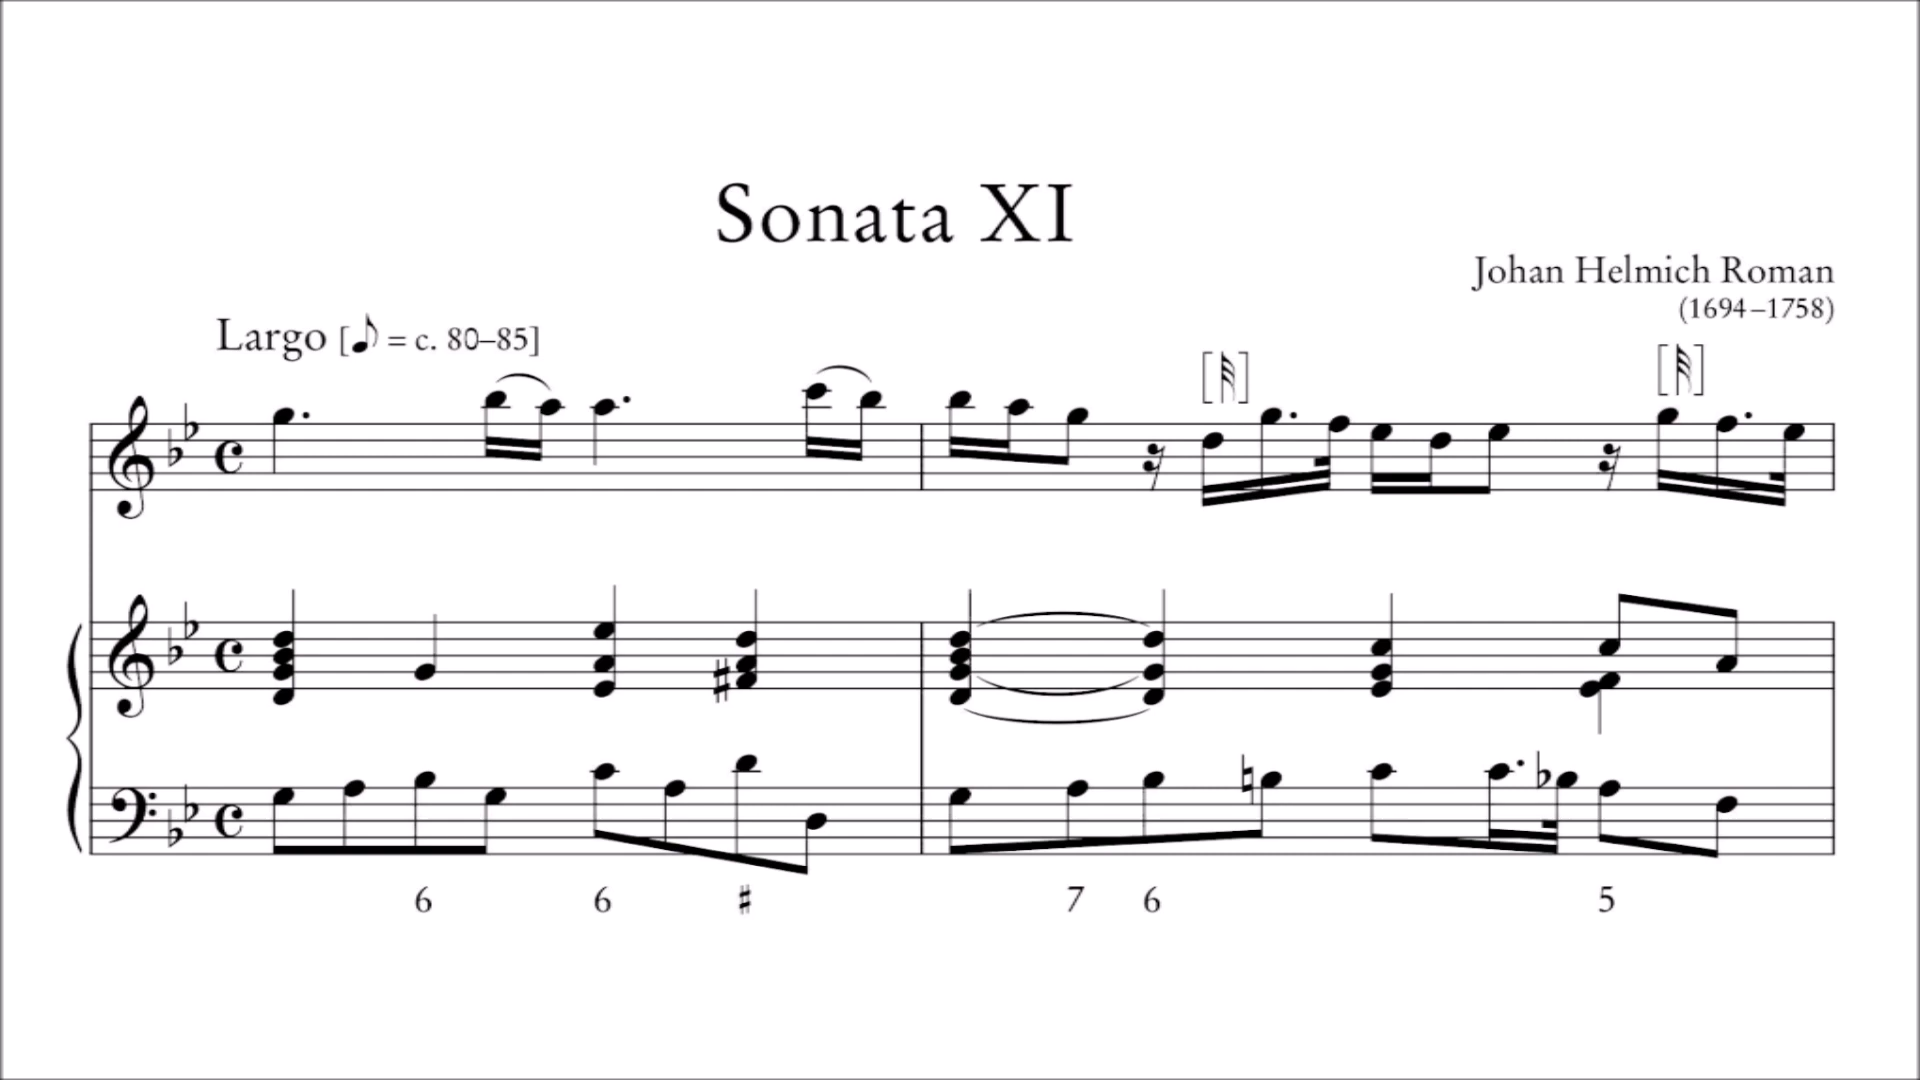 Sonata XI
Johan Helmich Roman
(1694–1758)
Largo [♪ = c. 80–85]
6 6 ♯ 7 6 5